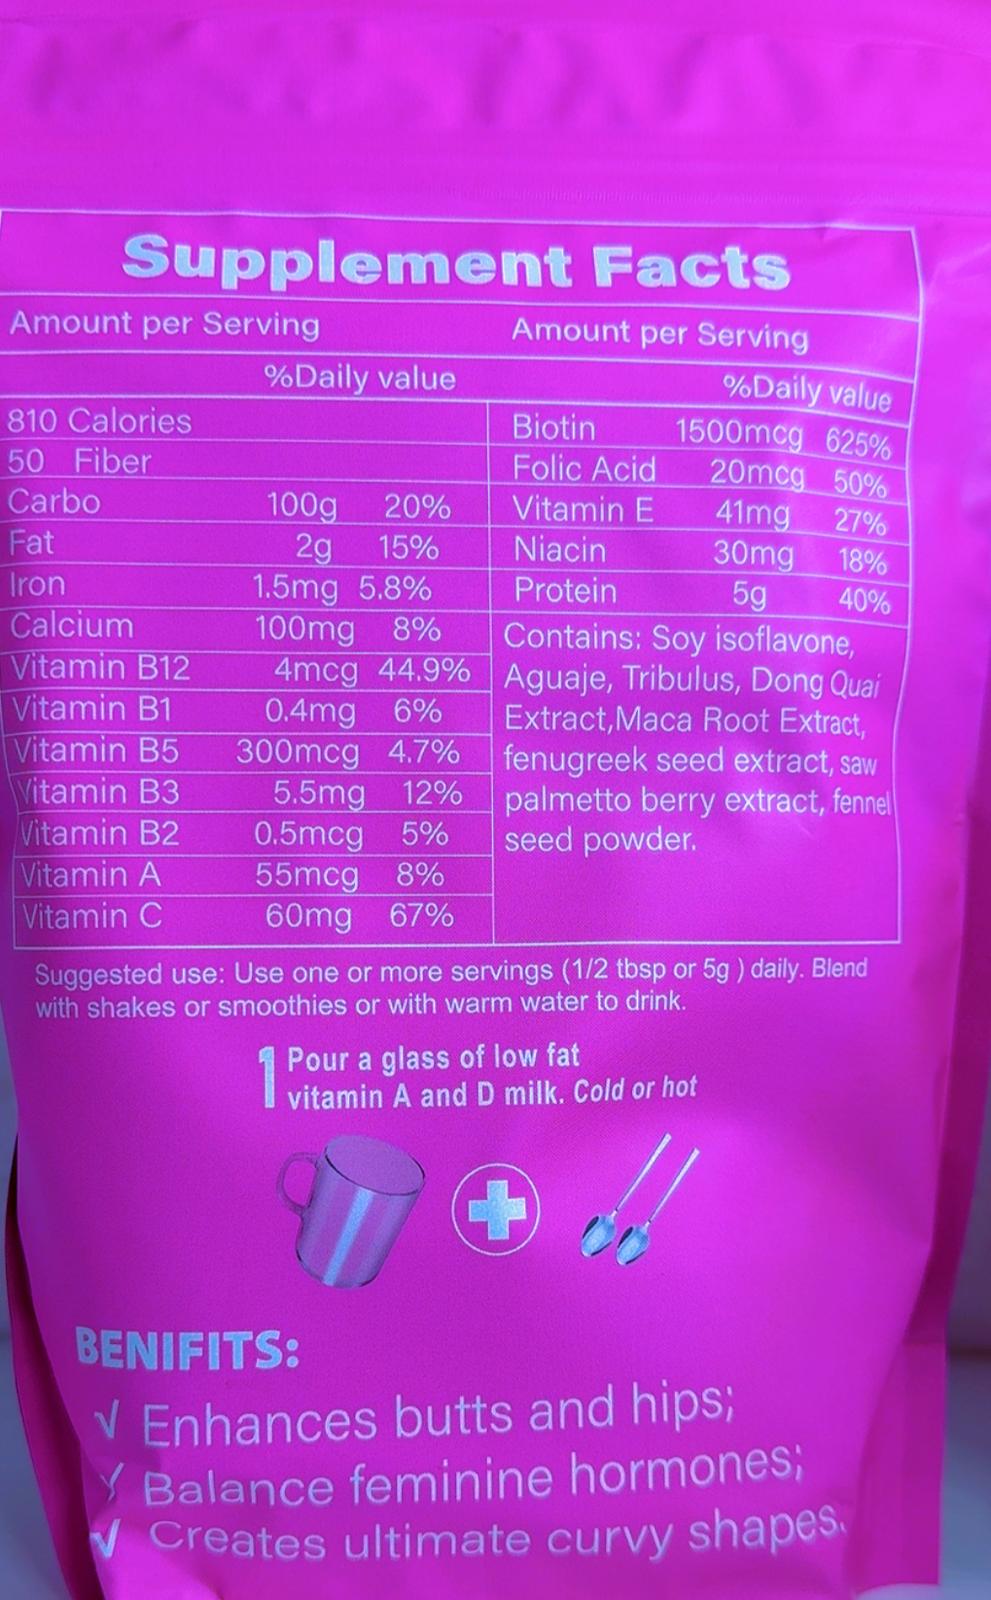 Supplement Facts
Amount per Serving
%Daily value
810 Calories
50 Fiber
Carbo 100g 20%
Fat 2g 15%
Iron 1.5mg 5.8%
Calcium 100mg 8%
Vitamin B12 4mcg 44.9%
Vitamin B1 0.4mg 6%
Vitamin B5 300mcg 4.7%
Vitamin B3 5.5mg 12%
Vitamin B2 0.5mcg 5%
Vitamin A 55mcg 8%
Vitamin C 60mg 67%
Amount per Serving
%Daily value
Biotin 1500mcg 625%
Folic Acid 20mcg 50%
Vitamin E 41mg 27%
Niacin 30mg 18%
Protein 5g 40%
Contains: Soy isoflavone,
Aguaje, Tribulus, Dong Quai
Extract,Maca Root Extract,
fenugreek seed extract, saw
palmetto berry extract, fennel
seed powder.
Suggested use: Use one or more servings (1/2 tbsp or 5g ) daily. Blend
with shakes or smoothies or with warm water to drink.
1 Pour a glass of low fat
vitamin A and D milk. Cold or hot
BENIFITS:
√ Enhances butts and hips;
√ Balance feminine hormones;
√ Creates ultimate curvy shapes.